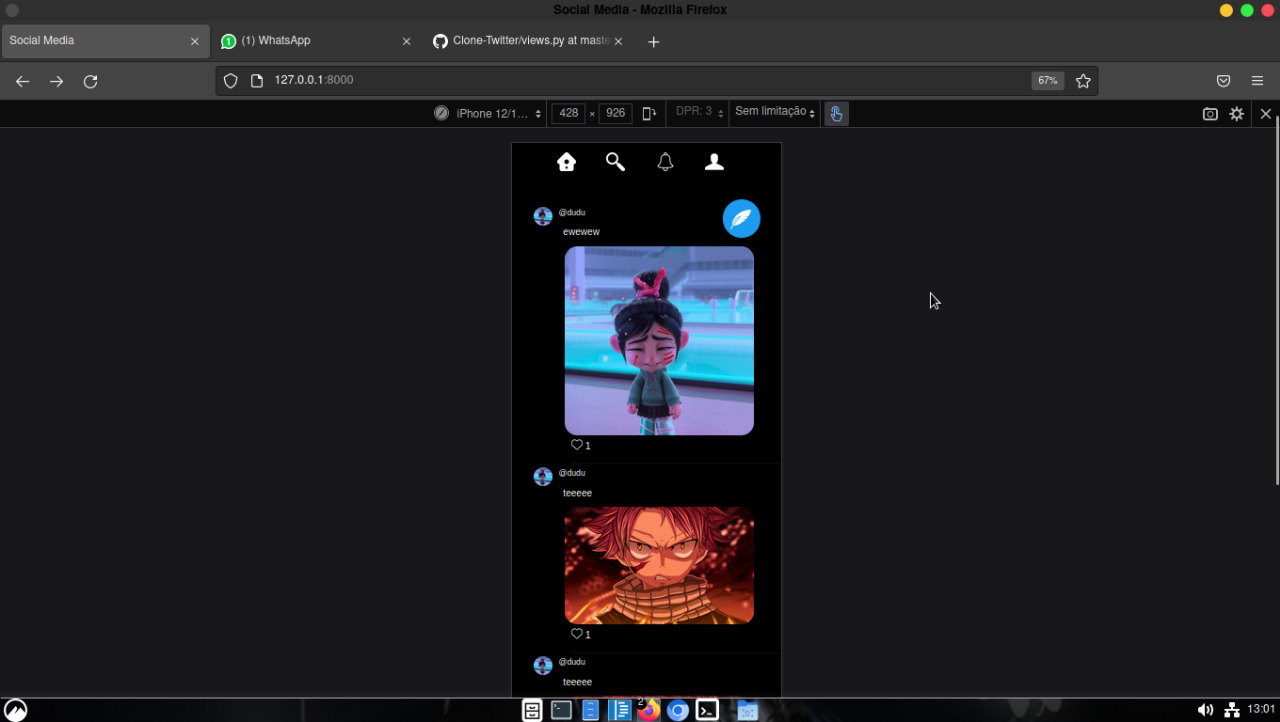 Social Media - Mozilla Firefox
Social Media
(1) WhatsApp
Clone-Twitter/views.py at maste
127.0.0.1:8000
67%
iPhone 12/1...
428 × 926
DPR: 3
Sem limitação
@dudu
ewewew
1
@dudu
teeeee
1
@dudu
teeeee
2
13:01